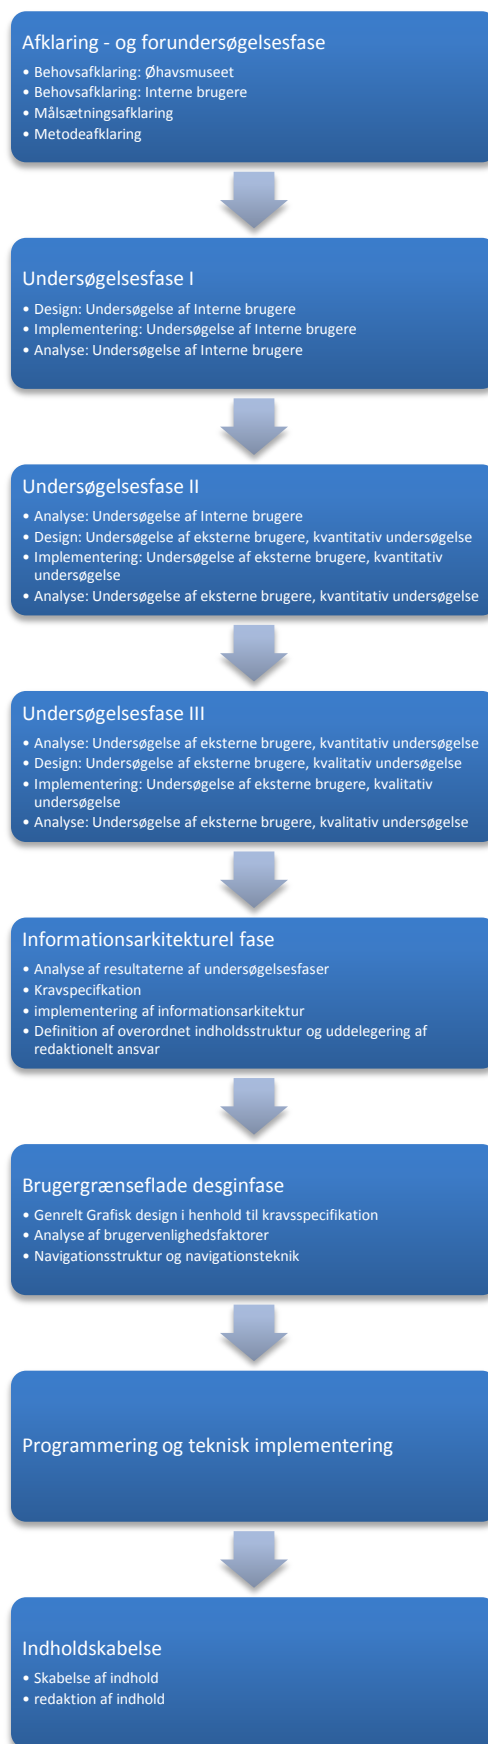 Afklaring - og forundersøgelsesfase
• Behovsafklaring: Øhavsmuseet
• Behovsafklaring: Interne brugere
• Målsætningsafklaring
• Metodeafklaring
Undersøgelsesfase I
• Design: Undersøgelse af Interne brugere
• Implementering: Undersøgelse af Interne brugere
• Analyse: Undersøgelse af Interne brugere
Undersøgelsesfase II
• Analyse: Undersøgelse af Interne brugere
• Design: Undersøgelse af eksterne brugere, kvantitativ undersøgelse
• Implementering: Undersøgelse af eksterne brugere, kvantitativ
undersøgelse
• Analyse: Undersøgelse af eksterne brugere, kvantitativ undersøgelse
Undersøgelsesfase III
• Analyse: Undersøgelse af eksterne brugere, kvantitativ undersøgelse
• Design: Undersøgelse af eksterne brugere, kvalitativ undersøgelse
• Implementering: Undersøgelse af eksterne brugere, kvalitativ
undersøgelse
• Analyse: Undersøgelse af eksterne brugere, kvalitativ undersøgelse
Informationsarkitekturel fase
• Analyse af resultaterne af undersøgelsesfaser
• Kravspecifkation
• implementering af informationsarkitektur
• Definition af overordnet indholdsstruktur og uddelegering af
redaktionelt ansvar
Brugergrænseflade desginfase
• Genrelt Grafisk design i henhold til kravsspecifikation
• Analyse af brugervenlighedsfaktorer
• Navigationsstruktur og navigationsteknik
Programmering og teknisk implementering
Indholdskabelse
• Skabelse af indhold
• redaktion af indhold